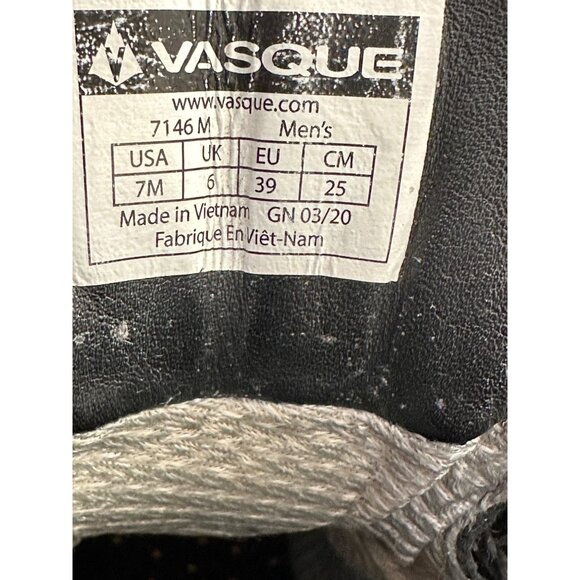 VASQUE
www.vasque.com
7146 M Men's
USA UK EU CM
7M 6 39 25
Made in Vietnam GN 03/20
Fabrique En Viêt-Nam